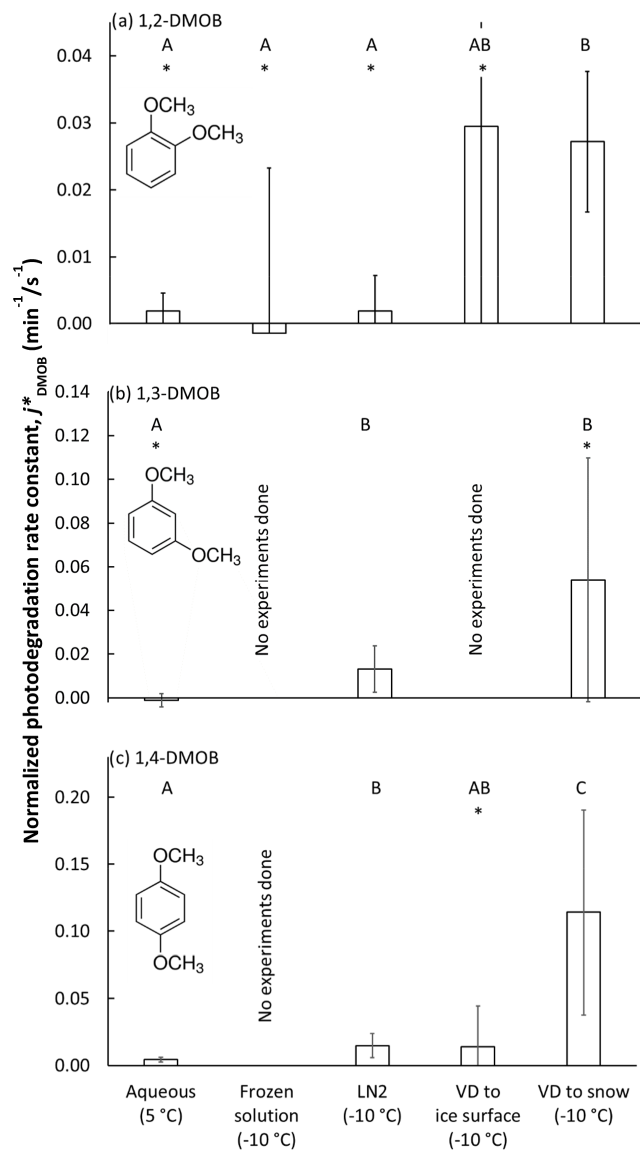 Normalized photodegradation rate constant, j*DMOB (min⁻¹/s⁻¹)
(a) 1,2-DMOB
A A A AB B
* * * *
0.04
0.03
0.02
0.01
0.00
OCH₃
OCH₃
(b) 1,3-DMOB
A B B
* *
0.14
0.12
0.10
0.08
0.06
0.04
0.02
0.00
OCH₃
OCH₃
No experiments done
No experiments done
(c) 1,4-DMOB
A B AB C
*
0.20
0.15
0.10
0.05
0.00
OCH₃
OCH₃
No experiments done
Aqueous
(5 °C)
Frozen
solution
(-10 °C)
LN2
(-10 °C)
VD to
ice surface
(-10 °C)
VD to snow
(-10 °C)